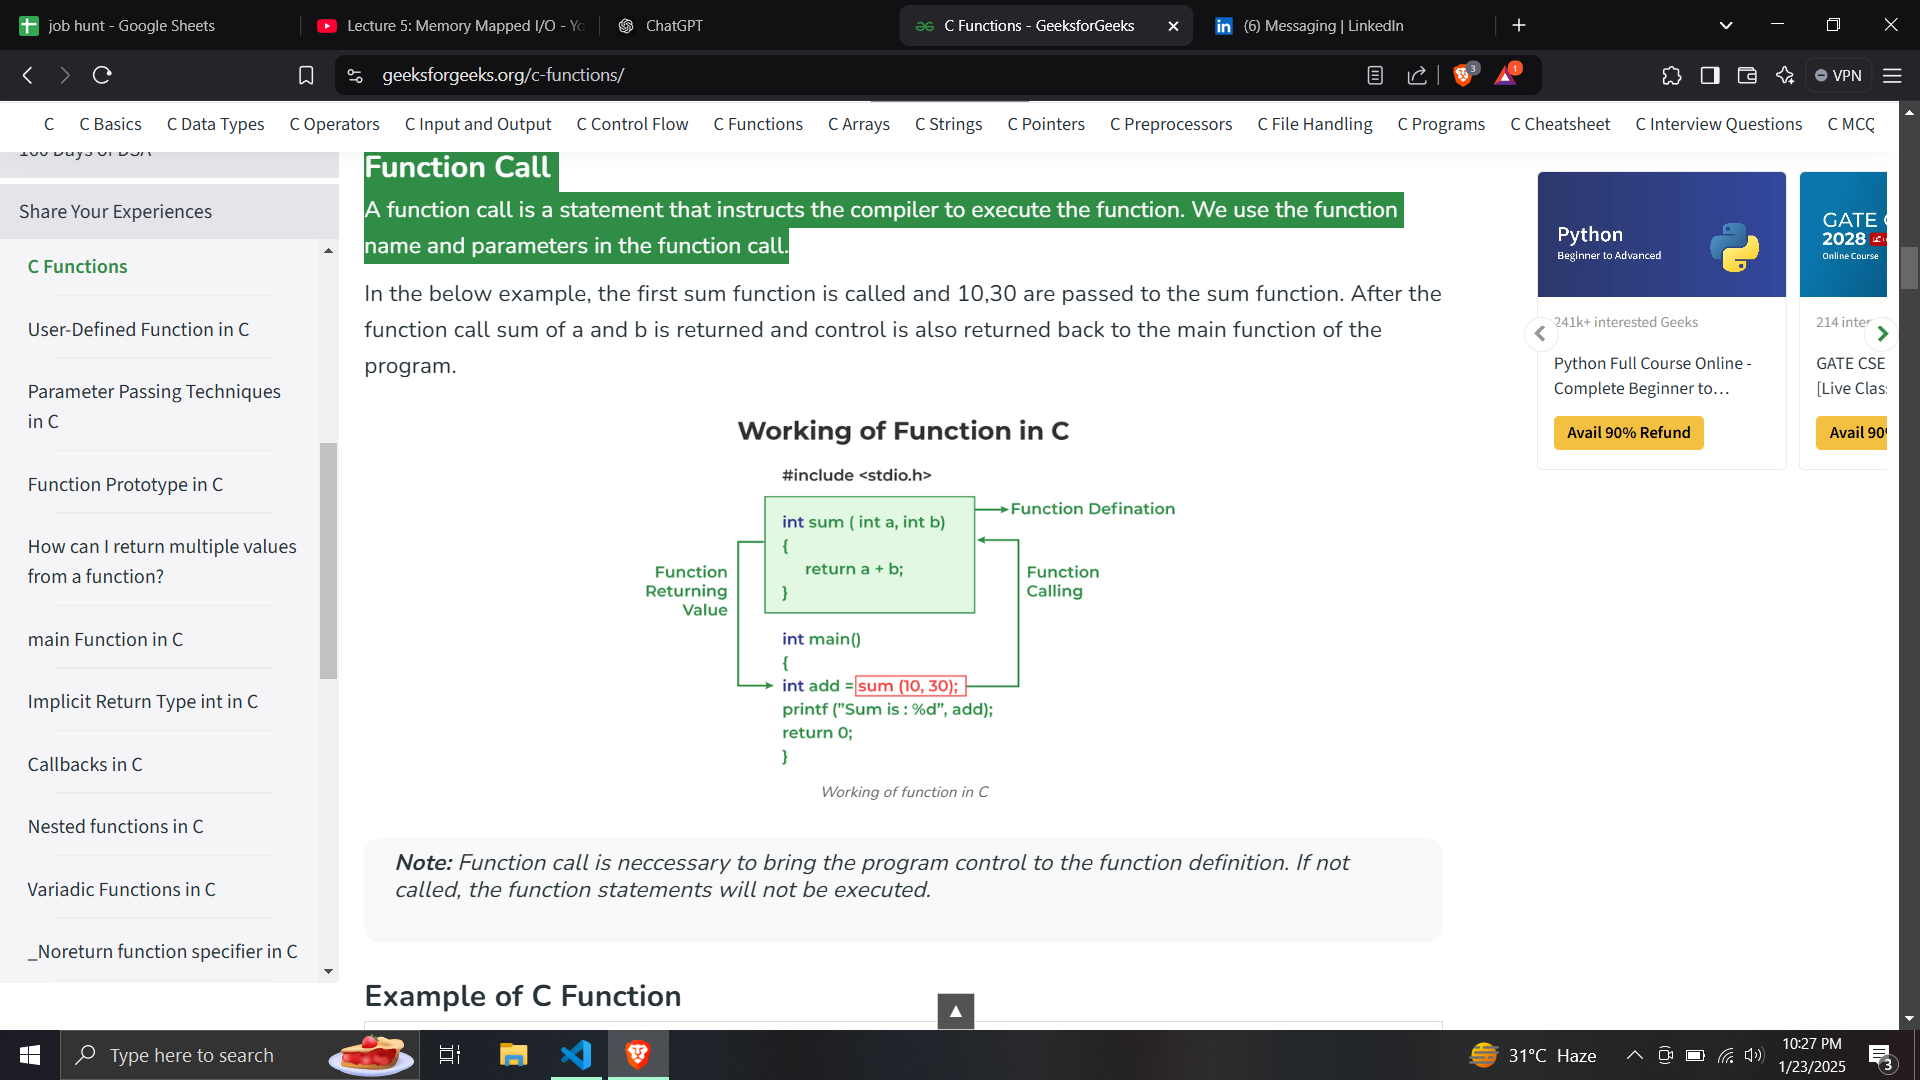 job hunt - Google Sheets
Lecture 5: Memory Mapped I/O - Yo
ChatGPT
C Functions - GeeksforGeeks
(6) Messaging | LinkedIn
geeksforgeeks.org/c-functions/
3
1
VPN
C
C Basics
C Data Types
C Operators
C Input and Output
C Control Flow
C Functions
C Arrays
C Strings
C Pointers
C Preprocessors
C File Handling
C Programs
C Cheatsheet
C Interview Questions
C MCQ
160 Days of DSA
Share Your Experiences
C Functions
User-Defined Function in C
Parameter Passing Techniques
in C
Function Prototype in C
How can I return multiple values
from a function?
main Function in C
Implicit Return Type int in C
Callbacks in C
Nested functions in C
Variadic Functions in C
_Noreturn function specifier in C
Function Call
A function call is a statement that instructs the compiler to execute the function. We use the function
name and parameters in the function call.
In the below example, the first sum function is called and 10,30 are passed to the sum function. After the
function call sum of a and b is returned and control is also returned back to the main function of the
program.
Working of Function in C
#include <stdio.h>
int sum ( int a, int b)
{
return a + b;
}
Function Defination
Function
Returning
Value
Function
Calling
int main()
{
int add = sum (10, 30);
printf ("Sum is : %d", add);
return 0;
}
Working of function in C
Note: Function call is neccessary to bring the program control to the function definition. If not
called, the function statements will not be executed.
Example of C Function
Python
Beginner to Advanced
241k+ interested Geeks
Python Full Course Online -
Complete Beginner to…
Avail 90% Refund
GATE C
2028
Online Course
214 inter
GATE CSE
[Live Clas
Avail 90
Type here to search
31°C Haze
10:27 PM
1/23/2025
3